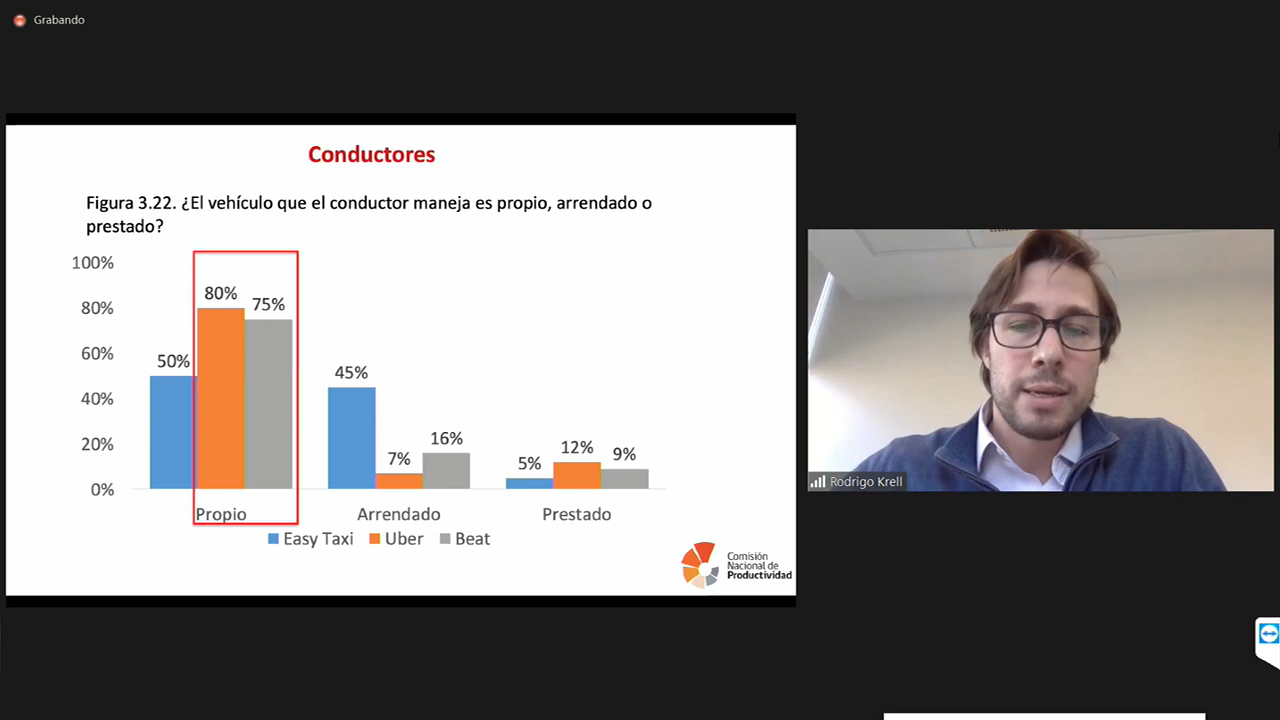 Grabando
Conductores
Figura 3.22. ¿El vehículo que el conductor maneja es propio, arrendado o
prestado?
100%
80%
60%
40%
20%
0%
50%
80%
75%
45%
7%
16%
5%
12%
9%
Propio
Arrendado
Prestado
Easy Taxi
Uber
Beat
Comisión
Nacional de
Productividad
Rodrigo Krell